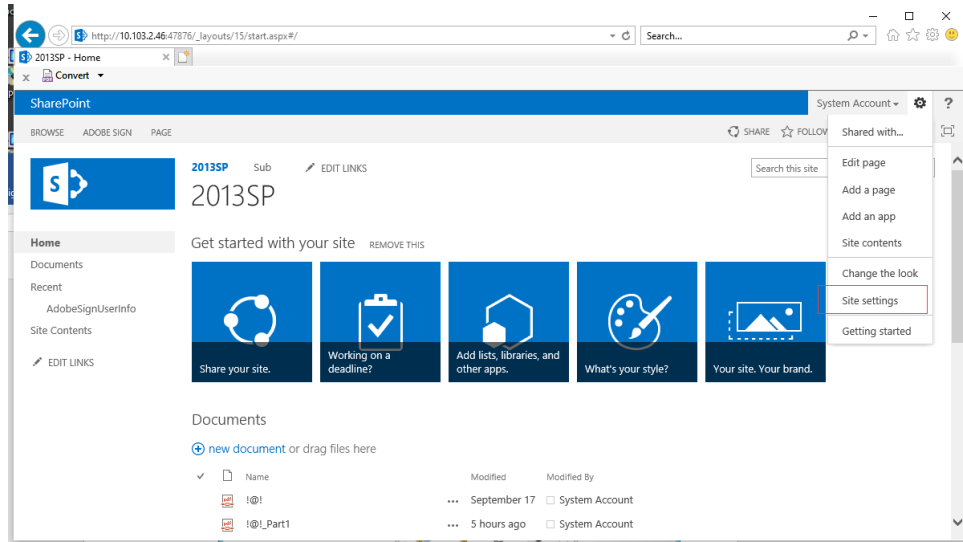 http://10.103.2.46:47876/_layouts/15/start.aspx#/
Search...
2013SP - Home
x Convert
SharePoint
System Account
?
BROWSE ADOBE SIGN PAGE
SHARE FOLLOW
Shared with...
Edit page
Add a page
Add an app
Site contents
Change the look
Site settings
Getting started
S
2013SP Sub EDIT LINKS
Search this site
2013SP
Home
Documents
Recent
AdobeSignUserInfo
Site Contents
EDIT LINKS
Get started with your site REMOVE THIS
Share your site.
Working on a
deadline?
Add lists, libraries, and
other apps.
What's your style?
Your site. Your brand.
Documents
new document or drag files here
Name Modified Modified By
!@! ... September 17 System Account
!@!_Part1 ... 5 hours ago System Account